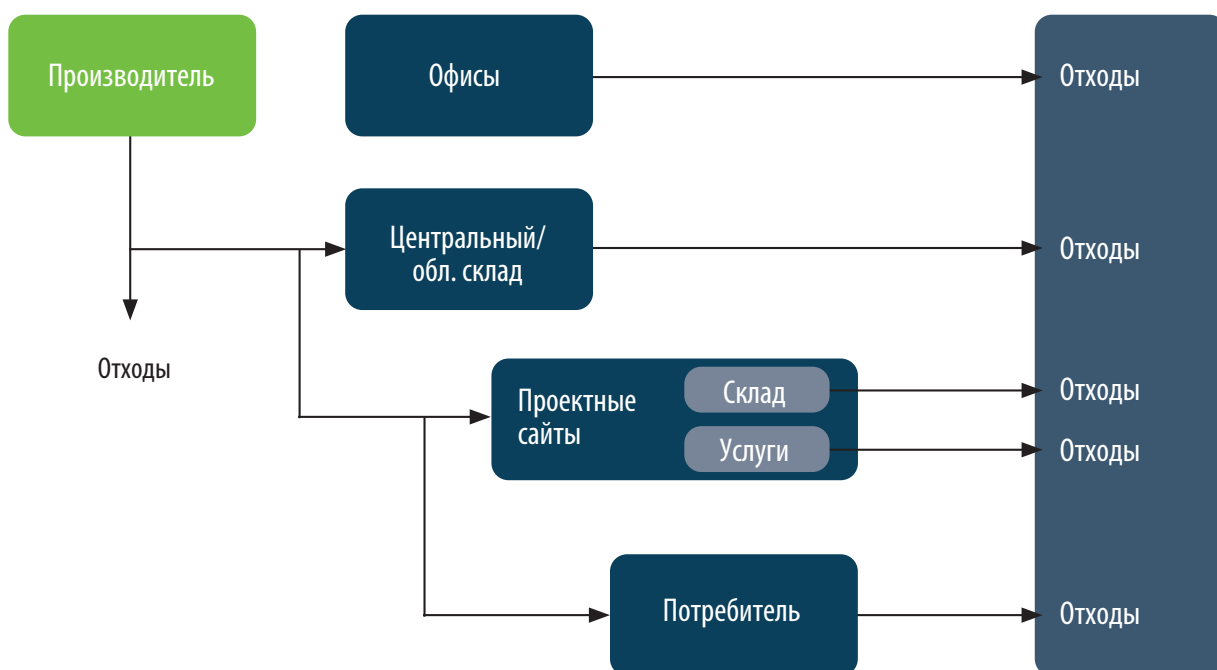 Производитель
Офисы
Отходы
Центральный/
обл. склад
Отходы
Отходы
Проектные
сайты
Склад
Отходы
Услуги
Отходы
Потребитель
Отходы